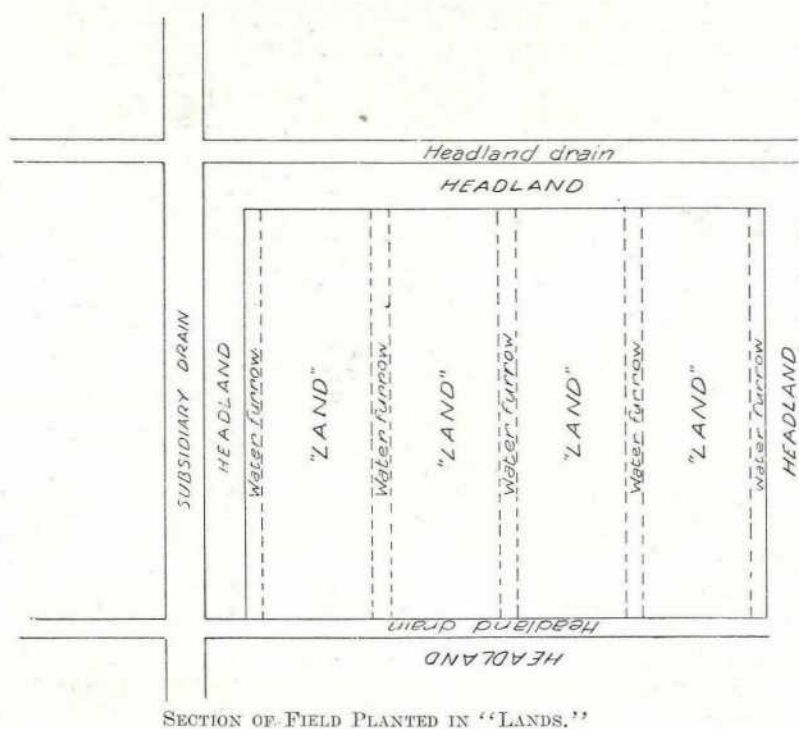 Headland drain
HEADLAND
SUBSIDIARY DRAIN
HEADLAND
Water furrow
"LAND"
Water furrow
"LAND"
Water furrow
"LAND"
Water furrow
"LAND"
Water furrow
HEADLAND
Headland drain
HEADLAND
SECTION OF FIELD PLANTED IN "LANDS."